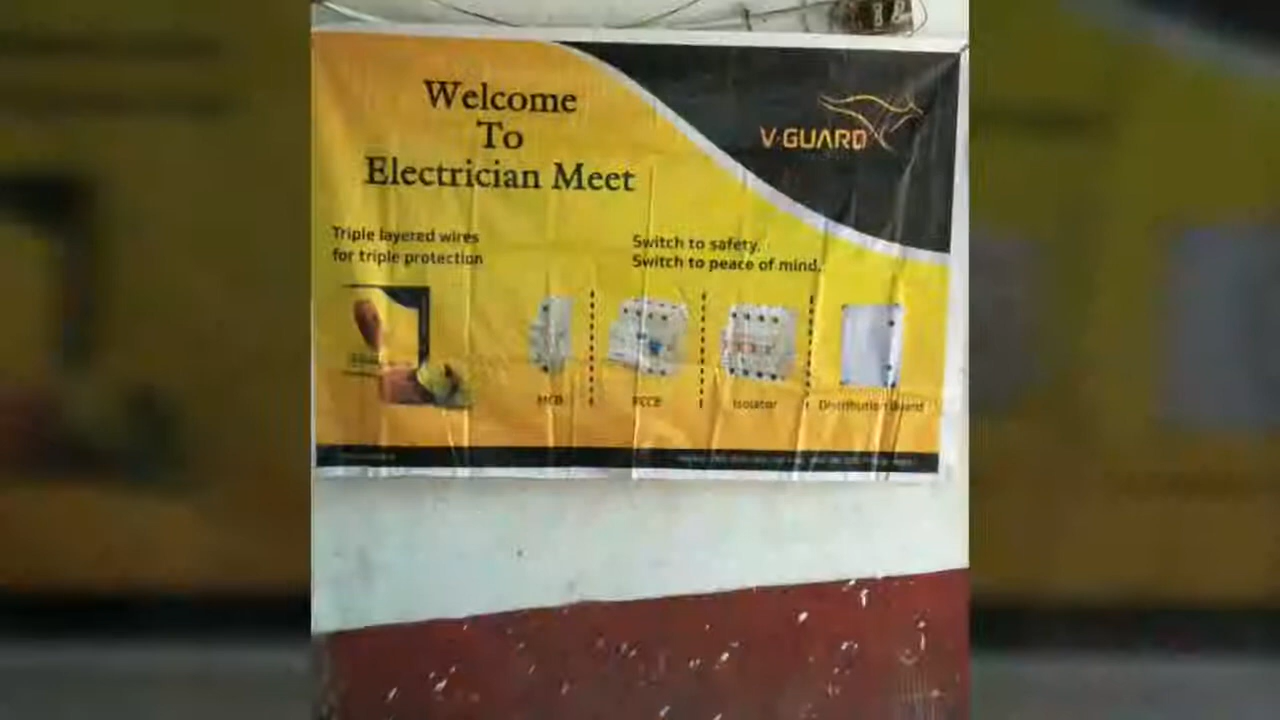 Welcome
To
Electrician Meet
V-GUARD
Triple layered wires
for triple protection
Switch to safety.
Switch to peace of mind.
MCB
RCCB
Isolator
Distribution Board